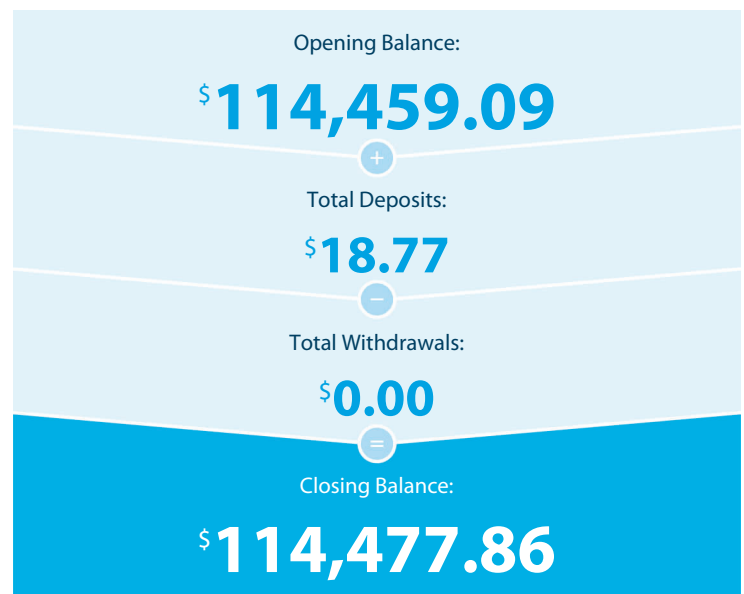 Opening Balance:
$114,459.09
+
Total Deposits:
$18.77
−
Total Withdrawals:
$0.00
=
Closing Balance:
$114,477.86